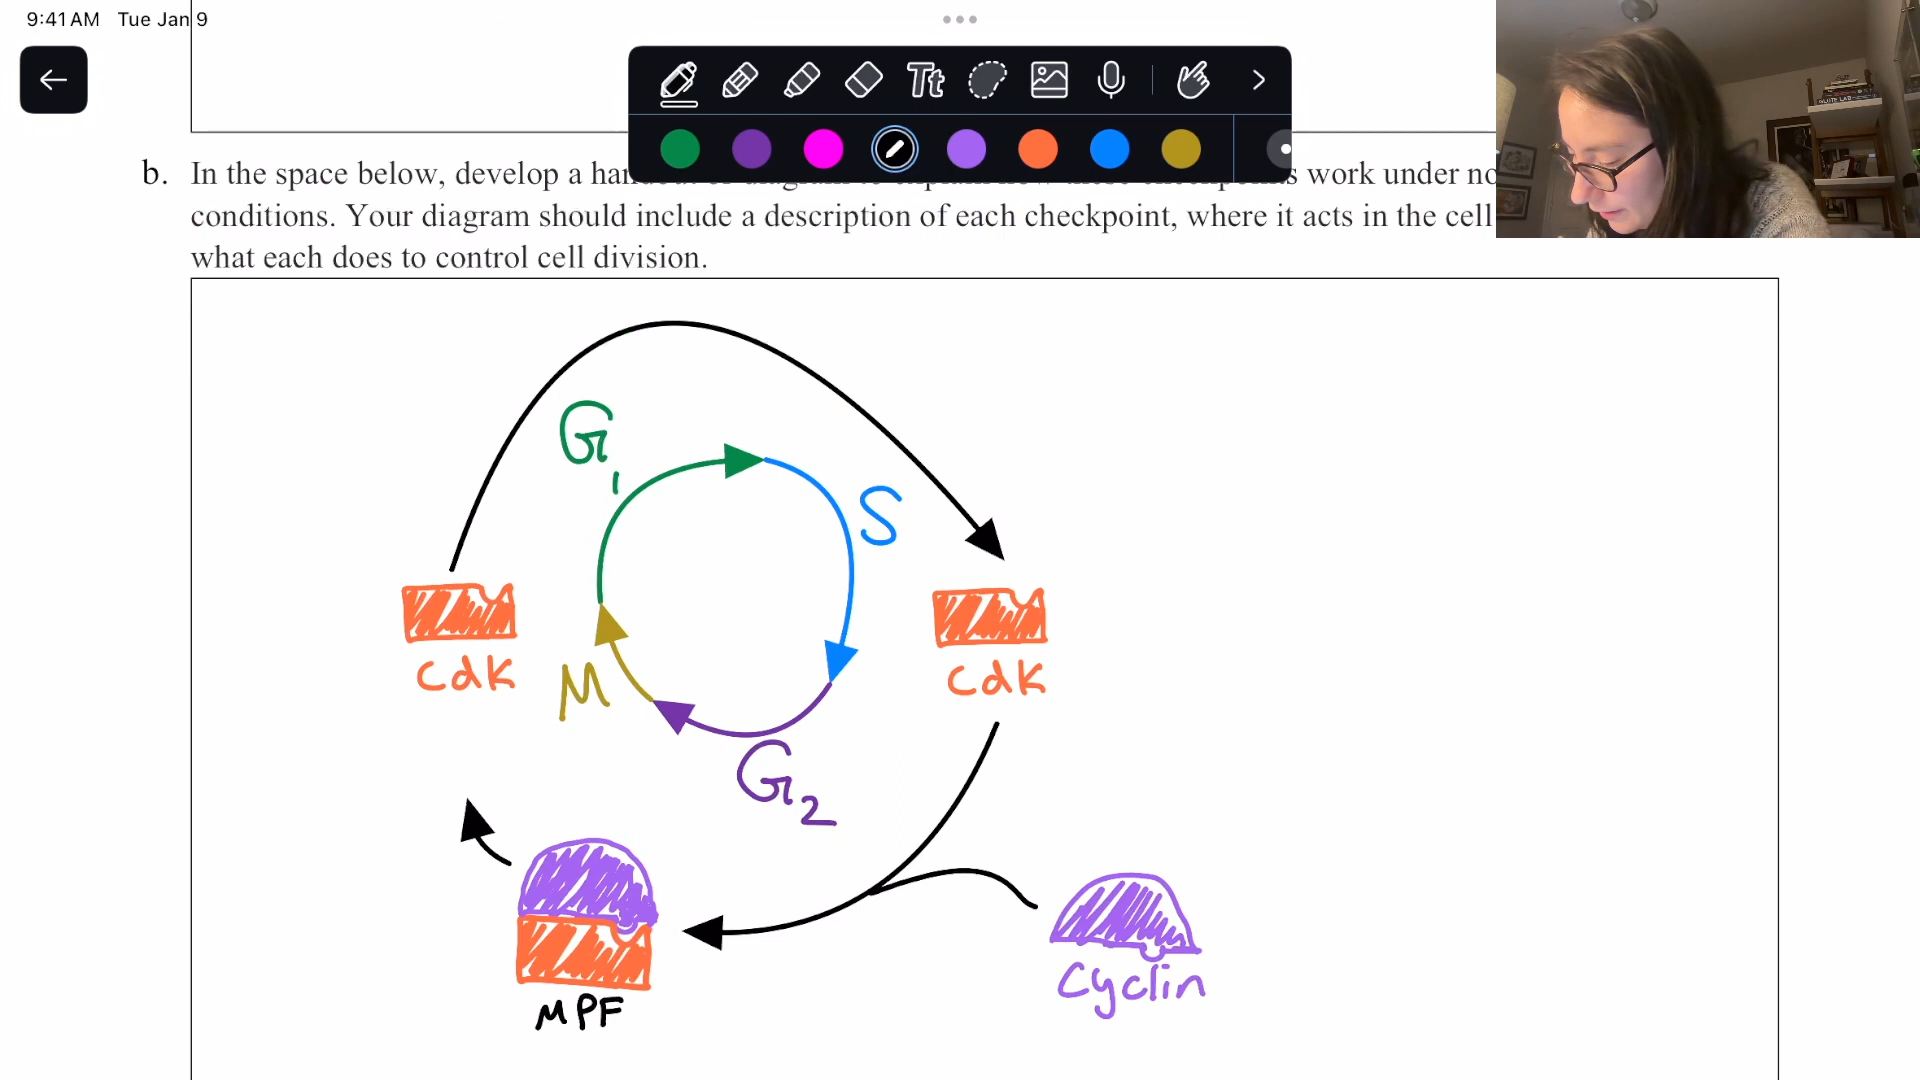 9:41 AM Tue Jan 9
Tt
b. In the space below, develop a s work under no
conditions. Your diagram should include a description of each checkpoint, where it acts in the cell
what each does to control cell division.
G1
S
Cdk
Cdk
M
G2
Cyclin
MPF